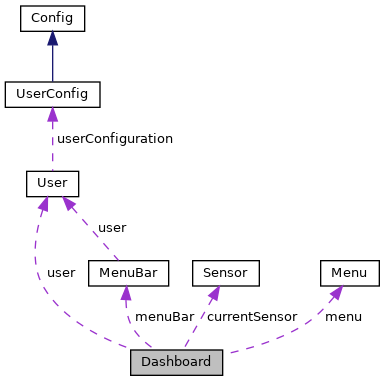 Config
UserConfig
userConfiguration
User
user
MenuBar
Sensor
Menu
user
menuBar
currentSensor
menu
Dashboard